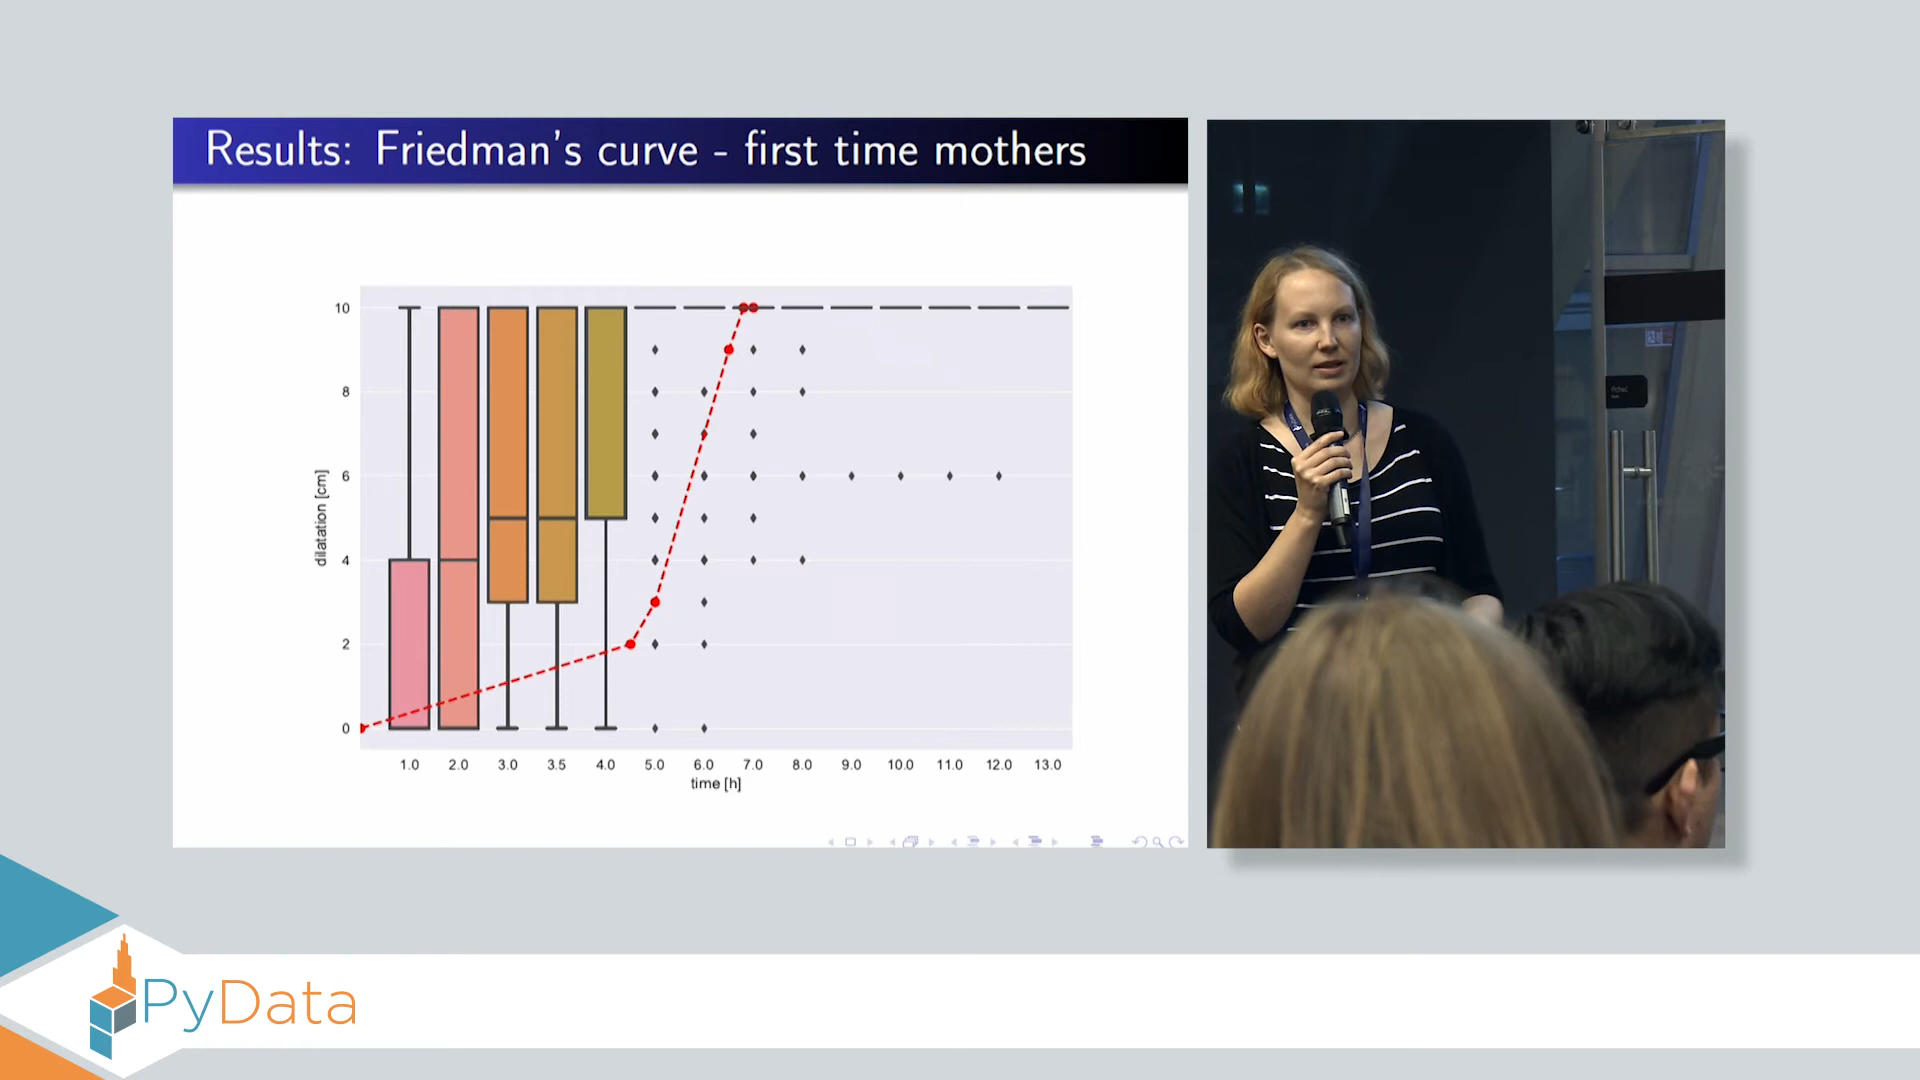 Results: Friedman's curve - first time mothers
10
8
6
4
2
0
dilatation [cm]
1.0 2.0 3.0 3.5 4.0 5.0 6.0 7.0 8.0 9.0 10.0 11.0 12.0 13.0
time [h]
PyData